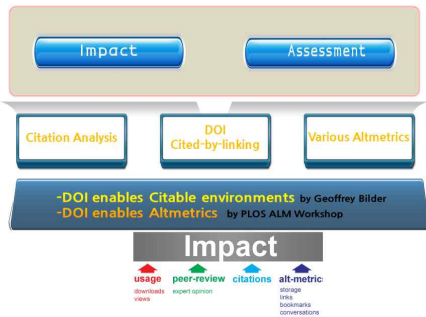 Impact Assessment
Citation Analysis DOI Various Altmetrics
Cited-by-linking
-DOI enables Citable environments by Geoffrey Bilder
-DOI enables Altmetrics by PLOS ALM Workshop
Impact
usage peer-review citations alt-metric
downloads expert opinion storage
views links
bookmarks
conversations